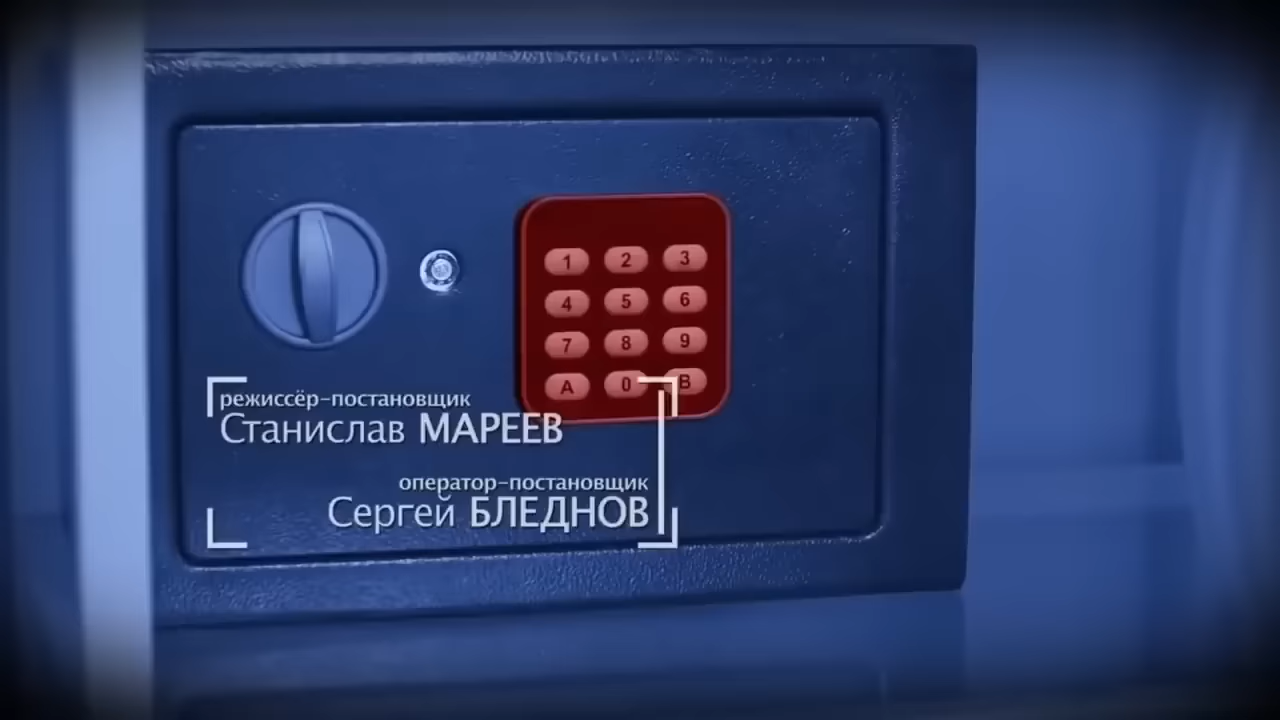 1 2 3
4 5 6
7 8 9
A 0 B
режиссёр-постановщик
Станислав МАРЕЕВ
оператор-постановщик
Сергей БЛЕДНОВ